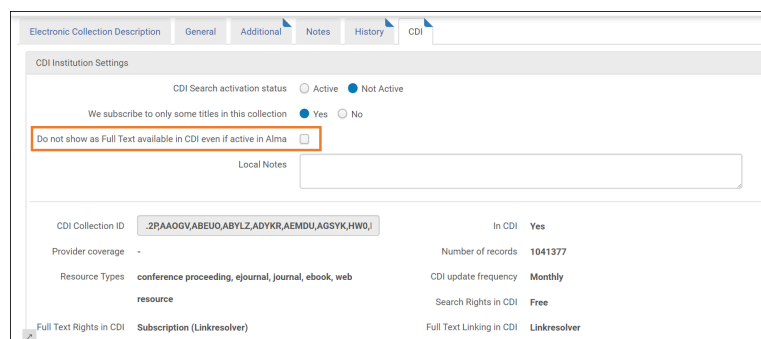 Electronic Collection Description General Additional Notes History CDI
CDI Institution Settings
CDI Search activation status Active Not Active
We subscribe to only some titles in this collection Yes No
Do not show as Full Text available in CDI even if active in Alma
Local Notes
CDI Collection ID .2P,AAOGV,ABEUO,ABYLZ,ADYKR,AEMDU,AGSYK,HW0, In CDI Yes
Provider coverage - Number of records 1041377
Resource Types conference proceeding, ejournal, journal, ebook, web CDI update frequency Monthly
resource Search Rights in CDI Free
Full Text Rights in CDI Subscription (Linkresolver) Full Text Linking in CDI Linkresolver